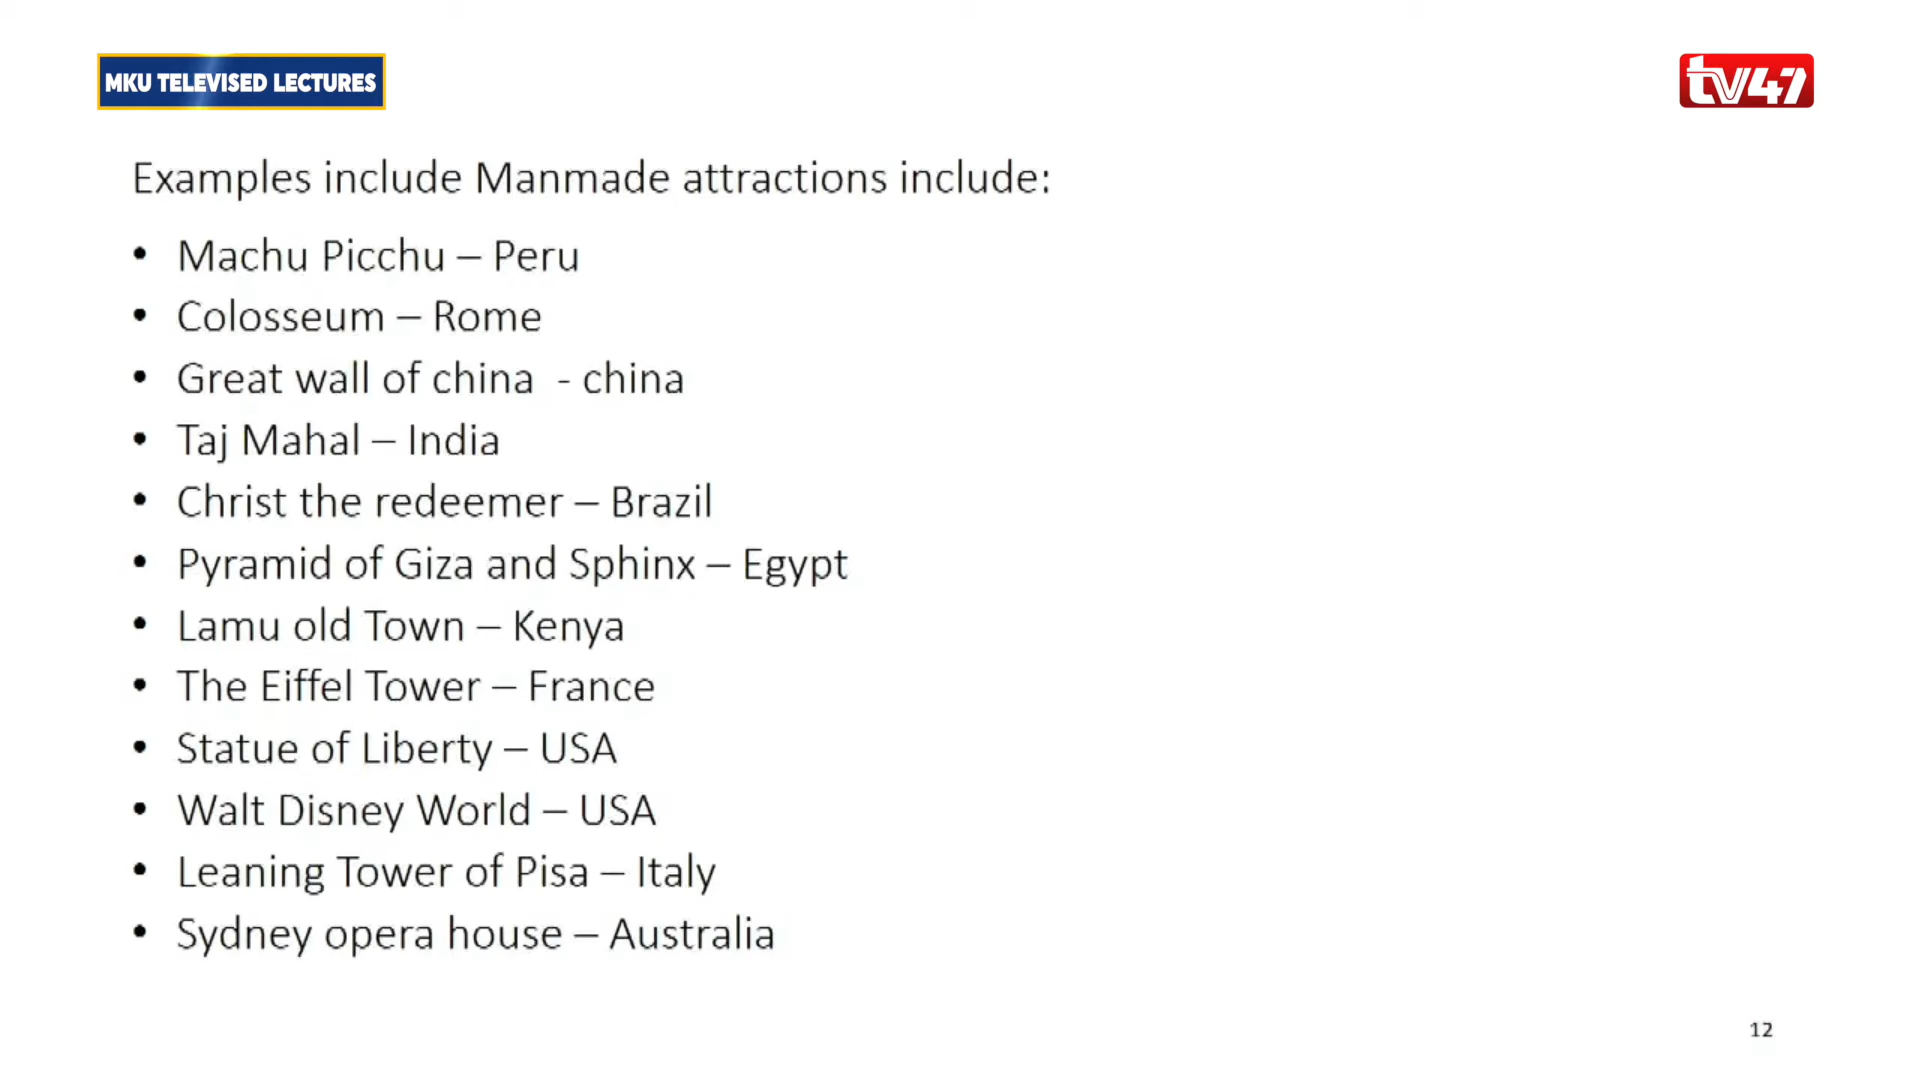 MKU TELEVISED LECTURES
tv47
Examples include Manmade attractions include:
• Machu Picchu – Peru
• Colosseum – Rome
• Great wall of china  - china
• Taj Mahal – India
• Christ the redeemer – Brazil
• Pyramid of Giza and Sphinx – Egypt
• Lamu old Town – Kenya
• The Eiffel Tower – France
• Statue of Liberty – USA
• Walt Disney World – USA
• Leaning Tower of Pisa – Italy
• Sydney opera house – Australia
12